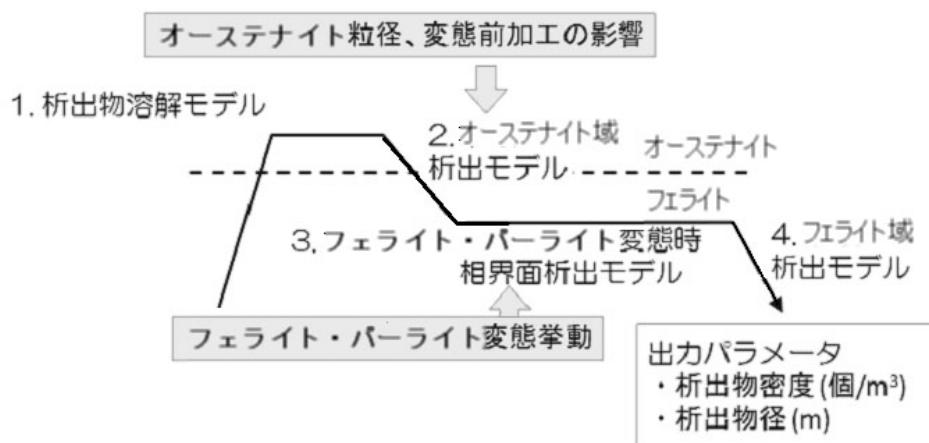 オーステナイト粒径、変態前加工の影響
1. 析出物溶解モデル
2. オーステナイト域
析出モデル
オーステナイト
フェライト
3. フェライト・パーライト変態時
相界面析出モデル
4. フェライト域
析出モデル
フェライト・パーライト変態挙動
出力パラメータ
・析出物密度(個/m³)
・析出物径(m)